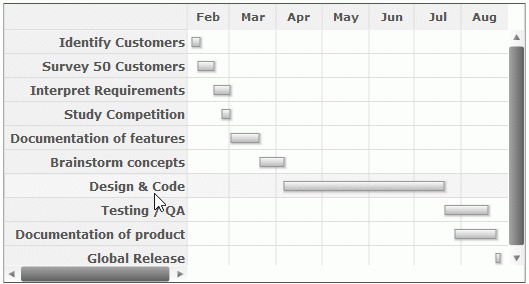 Feb Mar Apr May Jun Jul Aug
Identify Customers
Survey 50 Customers
Interpret Requirements
Study Competition
Documentation of features
Brainstorm concepts
Design & Code
Testing / QA
Documentation of product
Global Release